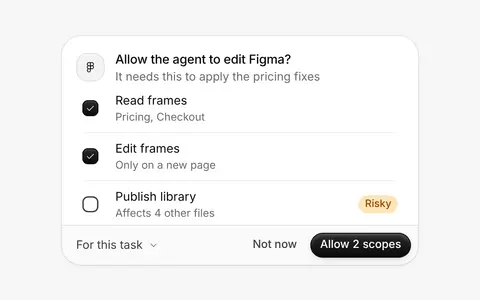 Allow the agent to edit Figma?
It needs this to apply the pricing fixes
Read frames
Pricing, Checkout
Edit frames
Only on a new page
Publish library
Affects 4 other files
Risky
For this task
Not now
Allow 2 scopes